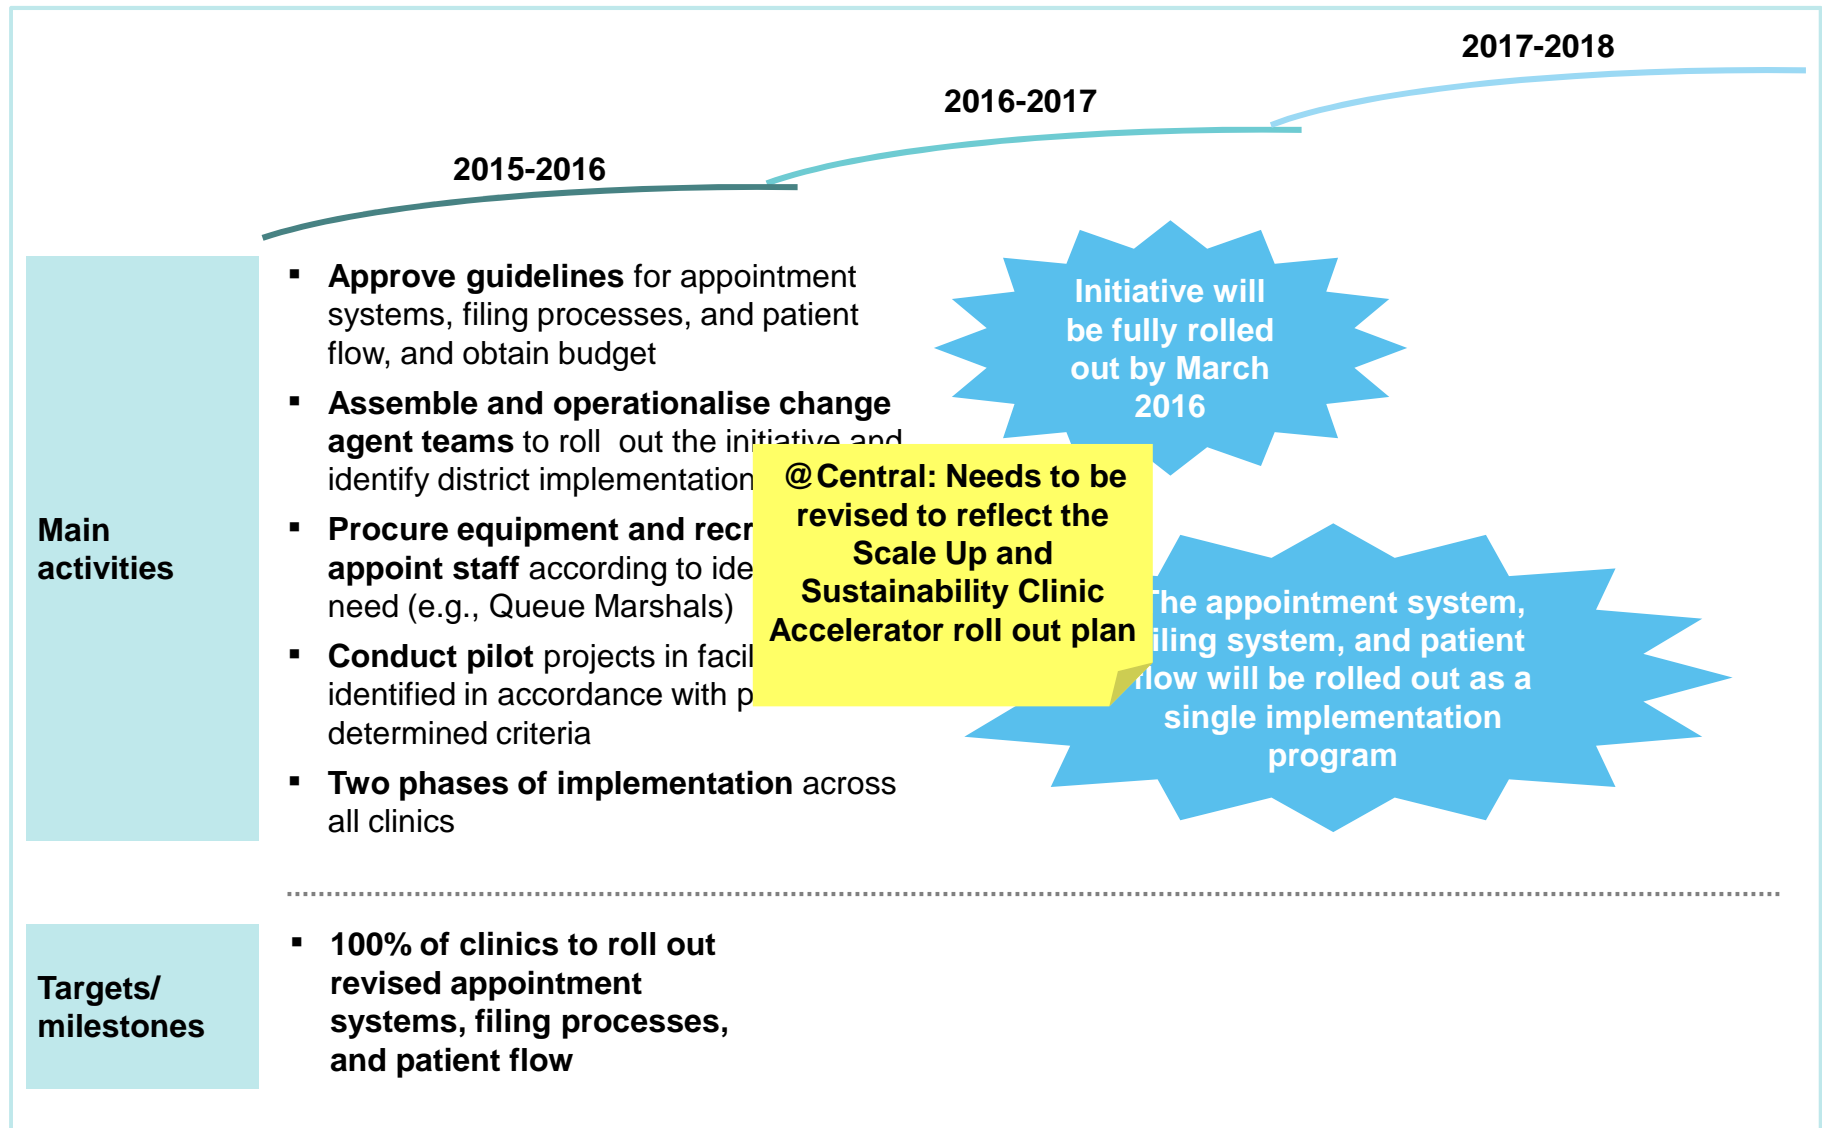 2017-2018
2016-2017
2015-2016
Main
activities
▪ Approve guidelines for appointment
systems, filing processes, and patient
flow, and obtain budget
▪ Assemble and operationalise change
agent teams to roll out the initiative and
identify district implementation
▪ Procure equipment and
appoint staff according to
need (e.g., Queue Marshals)
▪ Conduct pilot projects in
identified in accordance with
determined criteria
▪ Two phases of implementation across
all clinics
Initiative will
be fully rolled
out by March
2016
@Central: Needs to be
revised to reflect the
Scale Up and
Sustainability Clinic
Accelerator roll out plan
The appointment system,
filing system, and patient
flow will be rolled out as a
single implementation
program
Targets/
milestones
▪ 100% of clinics to roll out
revised appointment
systems, filing processes,
and patient flow